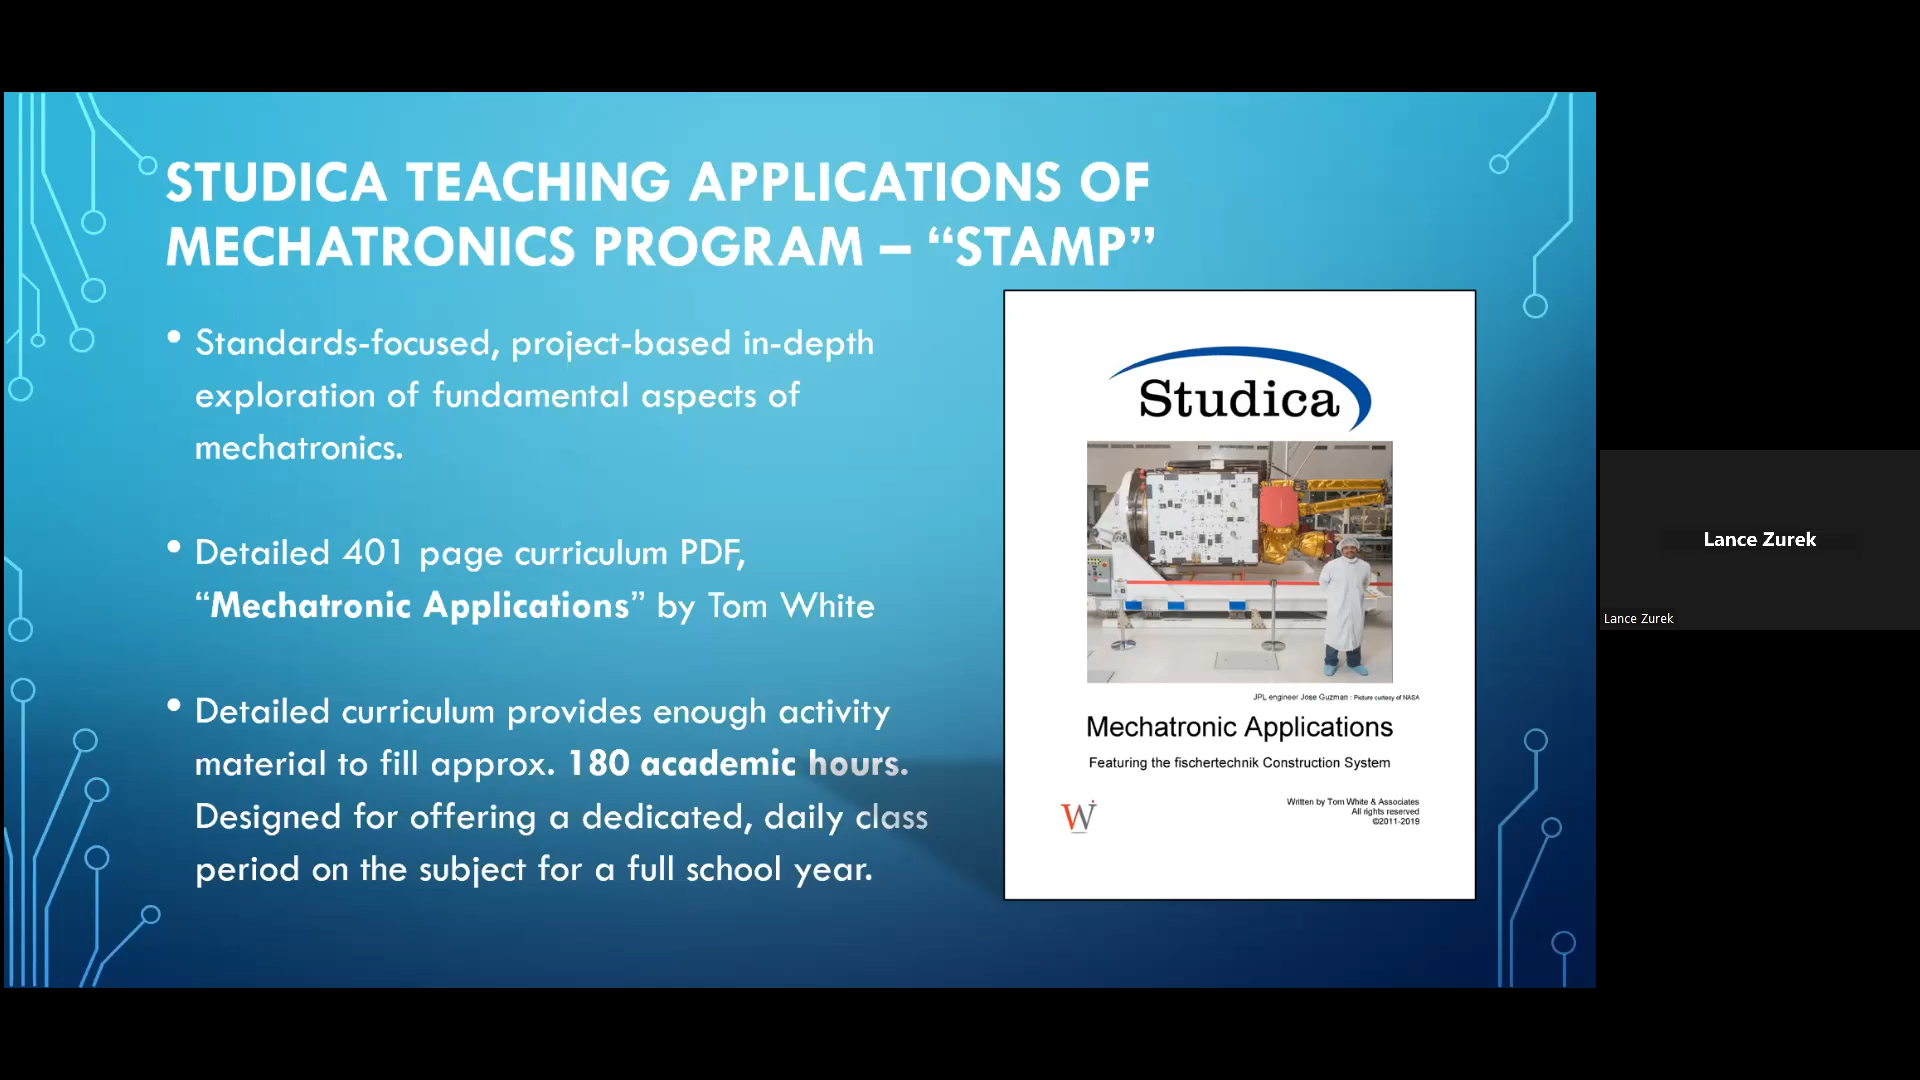 STUDICA TEACHING APPLICATIONS OF
MECHATRONICS PROGRAM – “STAMP”
• Standards-focused, project-based in-depth
exploration of fundamental aspects of
mechatronics.
• Detailed 401 page curriculum PDF,
“Mechatronic Applications” by Tom White
• Detailed curriculum provides enough activity
material to fill approx. 180 academic hours.
Designed for offering a dedicated, daily class
period on the subject for a full school year.
Studica
JPL engineer Jose Guzman : Picture curtesy of NASA
Mechatronic Applications
Featuring the fischertechnik Construction System
Written by Tom White & Associates
All rights reserved
©2011-2019
W
Lance Zurek
Lance Zurek